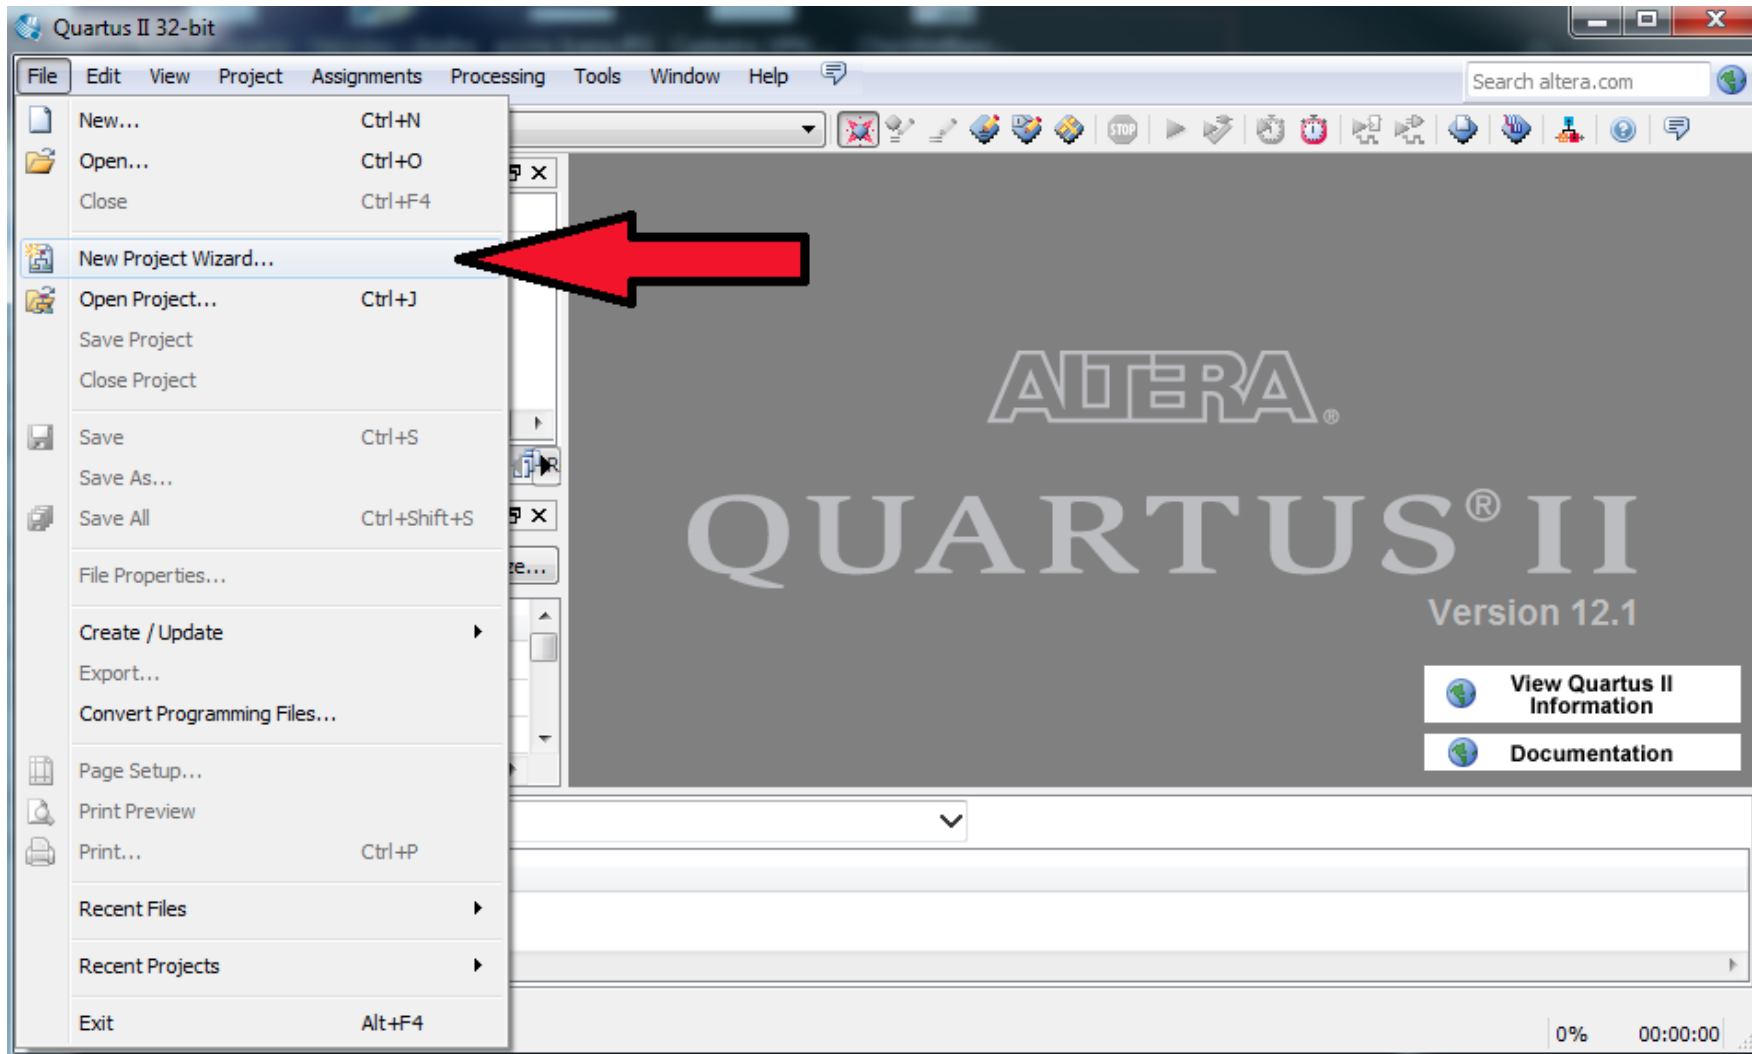 Quartus II 32-bit
File Edit View Project Assignments Processing Tools Window Help
Search altera.com
New... Ctrl+N
Open... Ctrl+O
Close Ctrl+F4
New Project Wizard...
Open Project... Ctrl+J
Save Project
Close Project
Save Ctrl+S
Save As...
Save All Ctrl+Shift+S
File Properties...
Create / Update
Export...
Convert Programming Files...
Page Setup...
Print Preview
Print... Ctrl+P
Recent Files
Recent Projects
Exit Alt+F4
STOP
ze...
ALTERA®
QUARTUS® II
Version 12.1
View Quartus II
Information
Documentation
0% 00:00:00